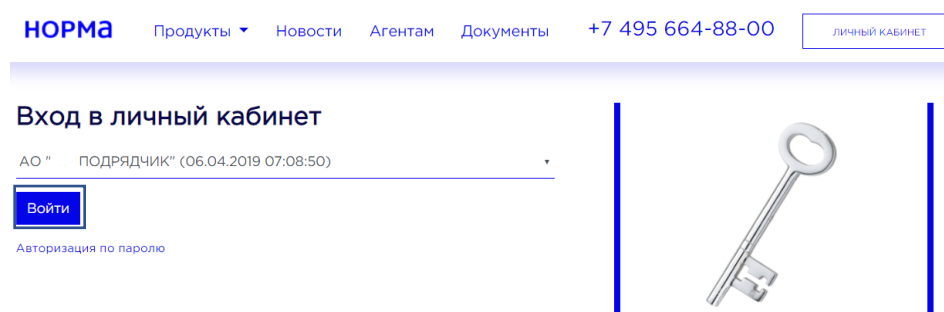 НОРМа Продукты Новости Агентам Документы +7 495 664-88-00 ЛИЧНЫЙ КАБИНЕТ
Вход в личный кабинет
АО " ПОДРЯДЧИК" (06.04.2019 07:08:50)
Войти
Авторизация по паролю